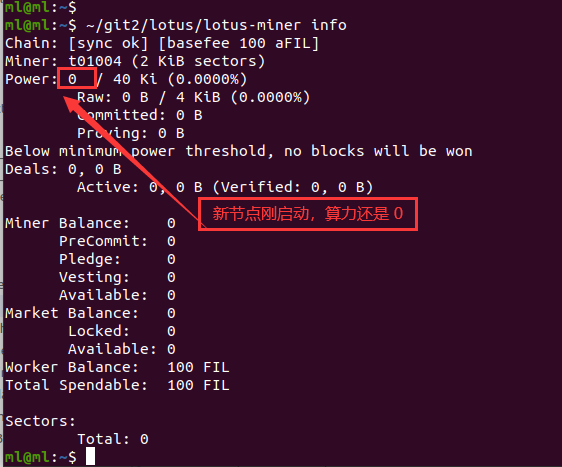 ml@ml:~$
ml@ml:~$ ~/git2/lotus/lotus-miner info
Chain: [sync ok] [basefee 100 aFIL]
Miner: t01004 (2 KiB sectors)
Power: 0 / 40 Ki (0.0000%)
Raw: 0 B / 4 KiB (0.0000%)
Committed: 0 B
Proving: 0 B
Below minimum power threshold, no blocks will be won
Deals: 0, 0 B
Active: 0, 0 B (Verified: 0, 0 B)
新节点刚启动，算力还是 0
Miner Balance: 0
PreCommit: 0
Pledge: 0
Vesting: 0
Available: 0
Market Balance: 0
Locked: 0
Available: 0
Worker Balance: 100 FIL
Total Spendable: 100 FIL
Sectors:
Total: 0
ml@ml:~$